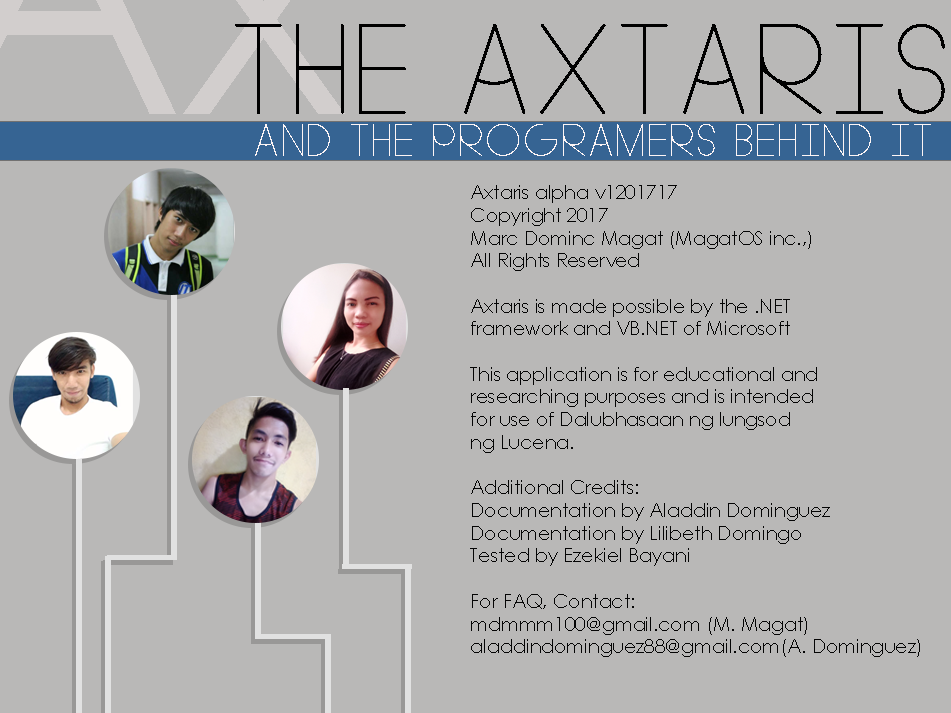 AX
THE AXTARIS
AND THE PROGRAMERS BEHIND IT
Axtaris alpha v1201717
Copyright 2017
Marc Dominc Magat (MagatOS inc.,)
All Rights Reserved
Axtaris is made possible by the .NET
framework and VB.NET of Microsoft
This application is for educational and
researching purposes and is intended
for use of Dalubhasaan ng lungsod
ng Lucena.
Additional Credits:
Documentation by Aladdin Dominguez
Documentation by Lilibeth Domingo
Tested by Ezekiel Bayani
For FAQ, Contact:
mdmmm100@gmail.com (M. Magat)
aladdindominguez88@gmail.com(A. Dominguez)